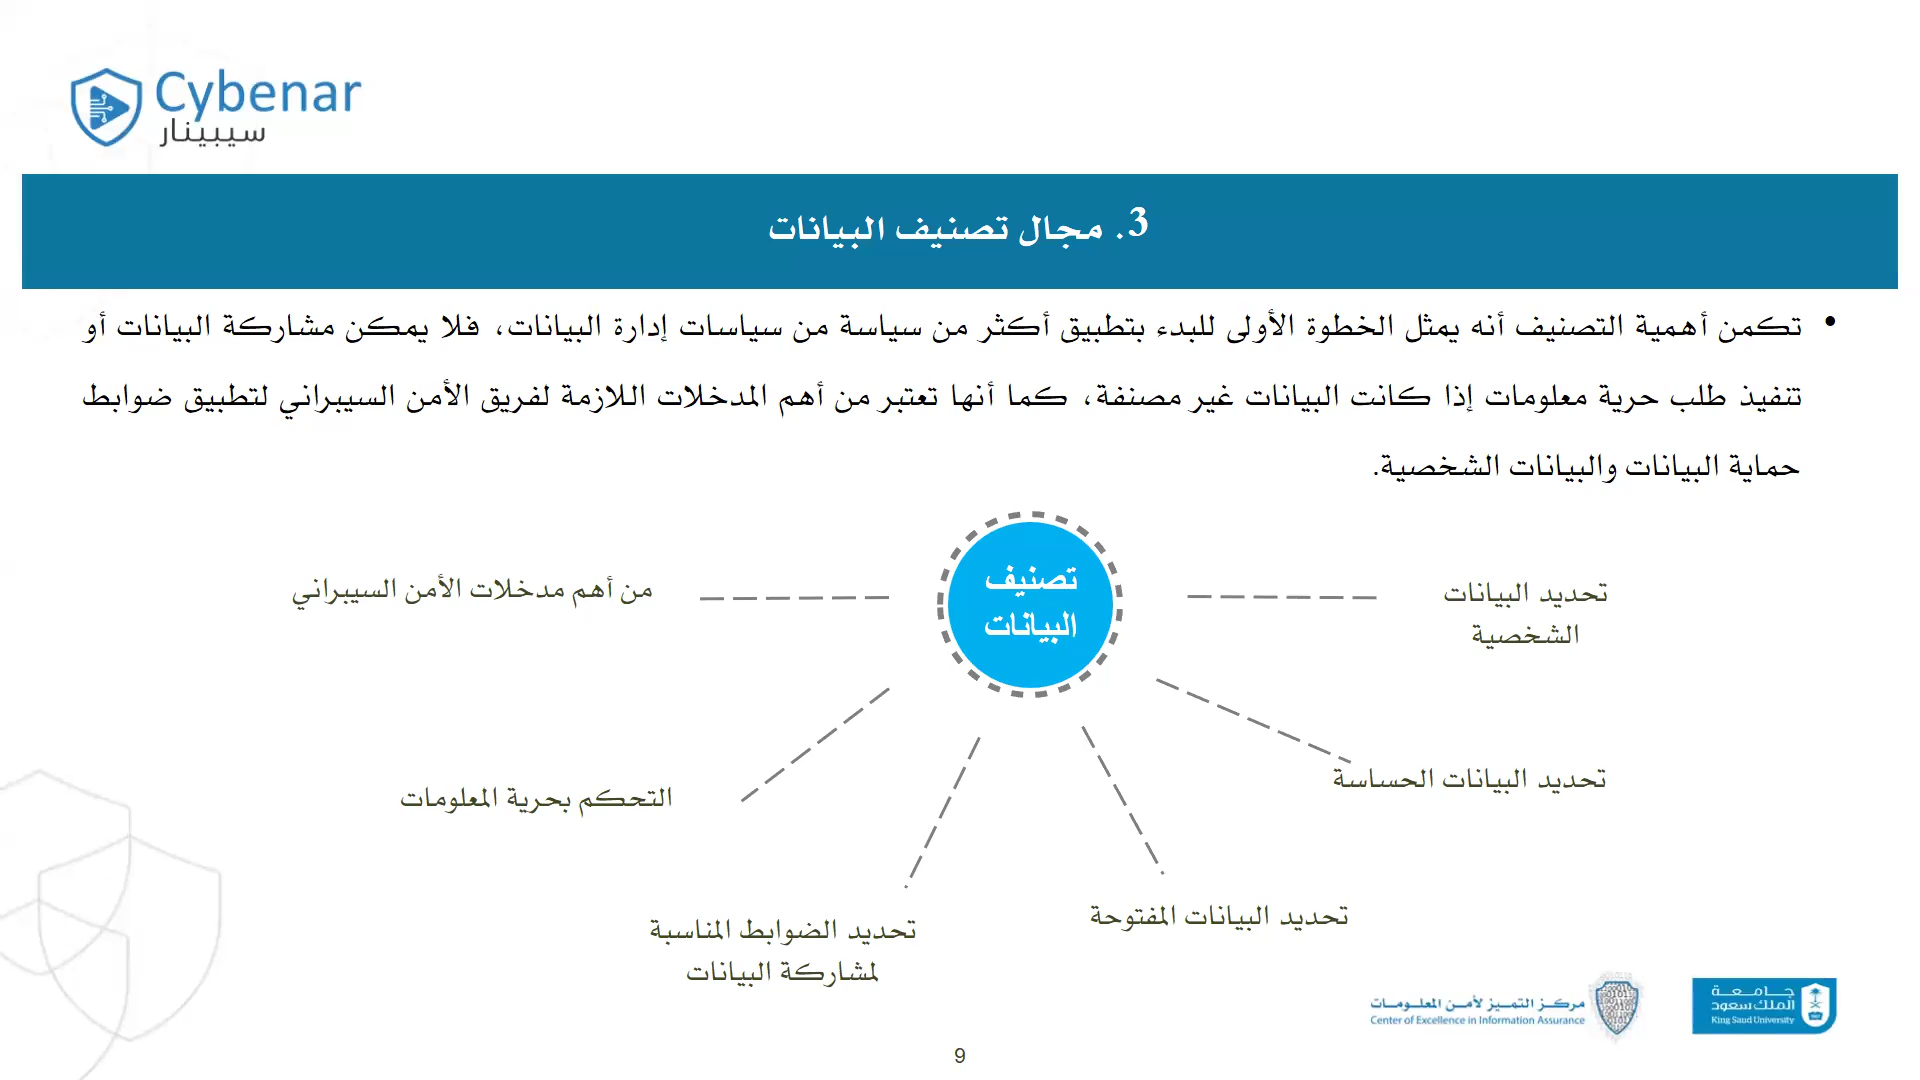 Cybenar
سيبينار
3. مجال تصنيف البيانات
• تكمن أهمية التصنيف أنه يمثل الخطوة الأولى للبدء بتطبيق أكثر من سياسة من سياسات إدارة البيانات، فلا يمكن مشاركة البيانات أو
تنفيذ طلب حرية معلومات إذا كانت البيانات غير مصنفة، كما أنها تعتبر من أهم المدخلات اللازمة لفريق الأمن السيبراني لتطبيق ضوابط
حماية البيانات والبيانات الشخصية.
تصنيف
البيانات
تحديد البيانات
الشخصية
تحديد البيانات الحساسة
تحديد البيانات المفتوحة
تحديد الضوابط المناسبة
لمشاركة البيانات
التحكم بحرية المعلومات
من أهم مدخلات الأمن السيبراني
مركز التميز لأمن المعلومات
Center of Excellence in Information Assurance
جامعة
الملك سعود
King Saud University
9